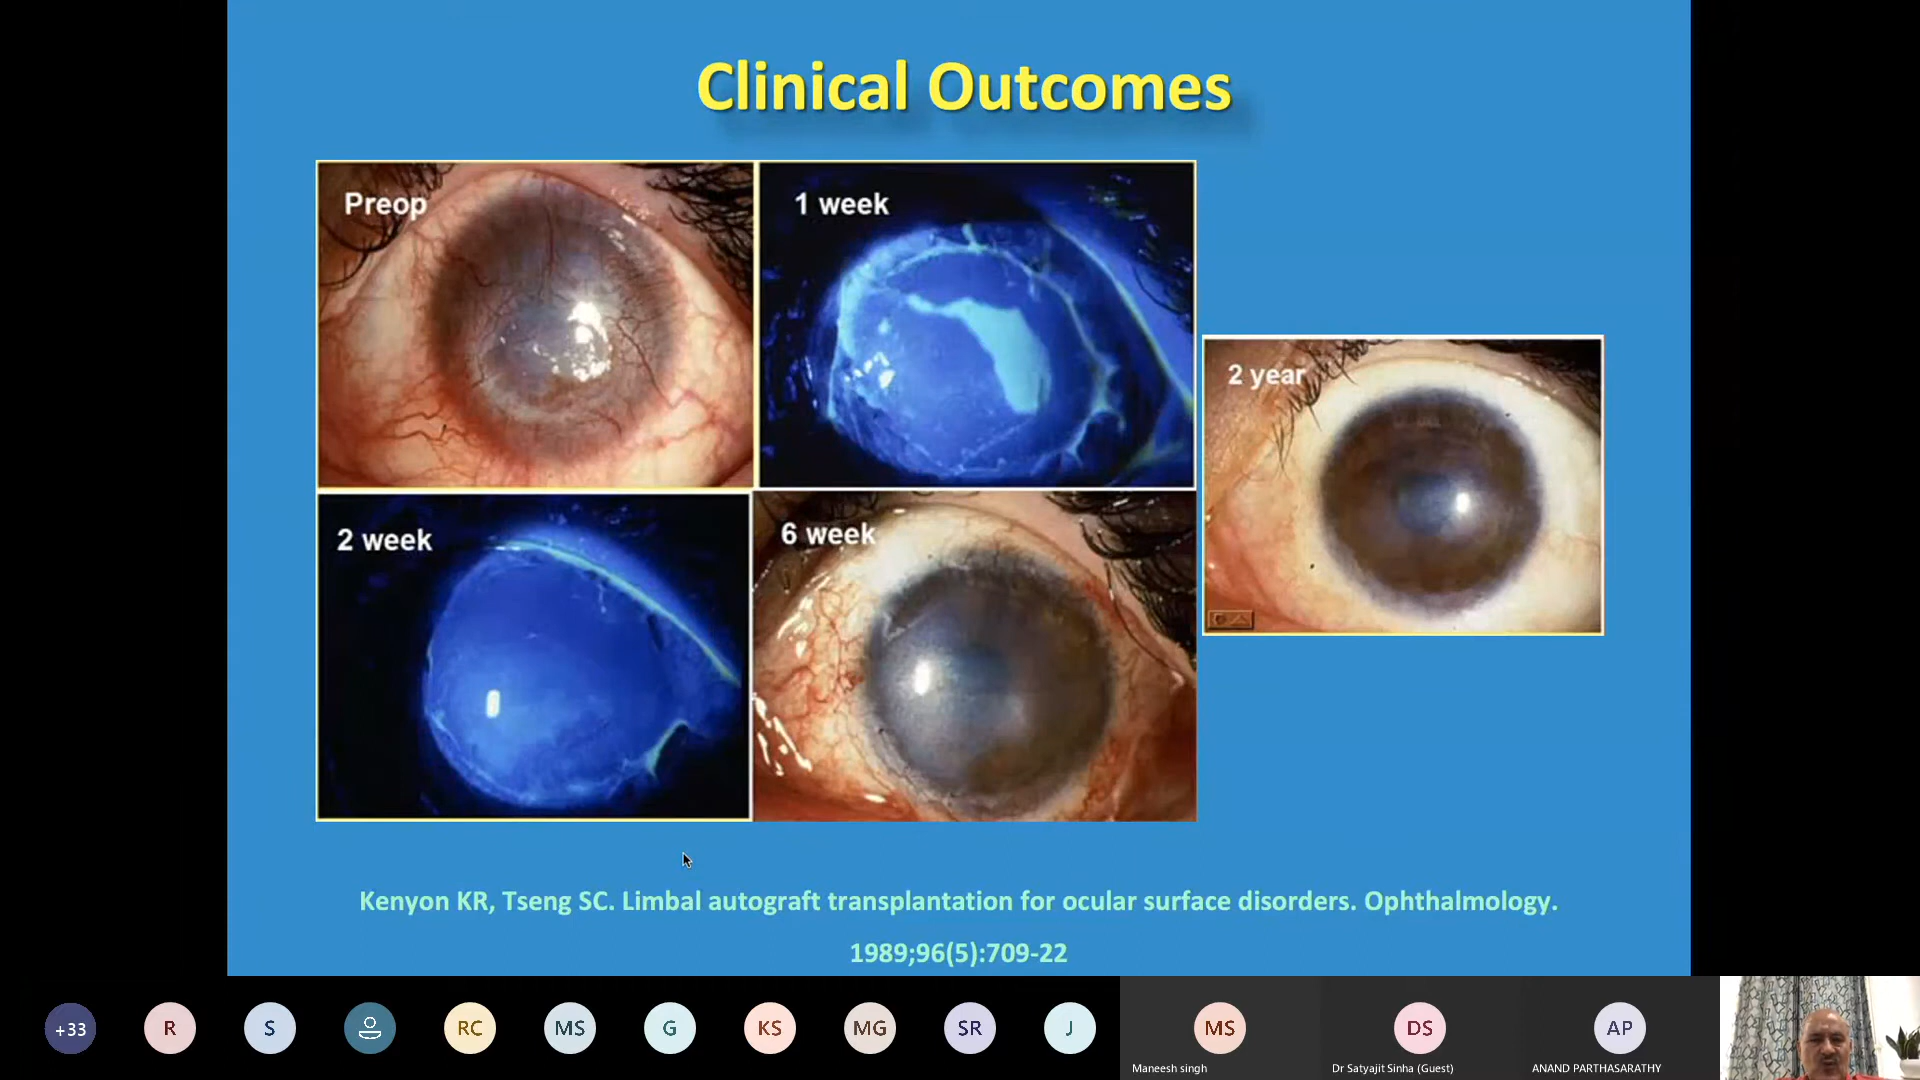 Clinical Outcomes
Preop
1 week
2 week
6 week
2 year
Kenyon KR, Tseng SC. Limbal autograft transplantation for ocular surface disorders. Ophthalmology.
1989;96(5):709-22
+33
R
S
RC
MS
G
KS
MG
SR
J
MS
DS
AP
Maneesh singh
Dr Satyajit Sinha (Guest)
ANAND PARTHASARATHY